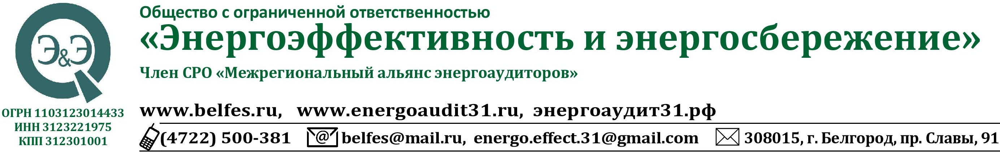 Э&Э
ОГРН 1103123014433
ИНН 3123221975
КПП 312301001
Общество с ограниченной ответственностью
«Энергоэффективность и энергосбережение»
Член СРО «Межрегиональный альянс энергоаудиторов»
www.belfes.ru, www.energoaudit31.ru, энергоаудит31.рф
(4722) 500-381 @ belfes@mail.ru, energo.effect.31@gmail.com 308015, г. Белгород, пр. Славы, 91